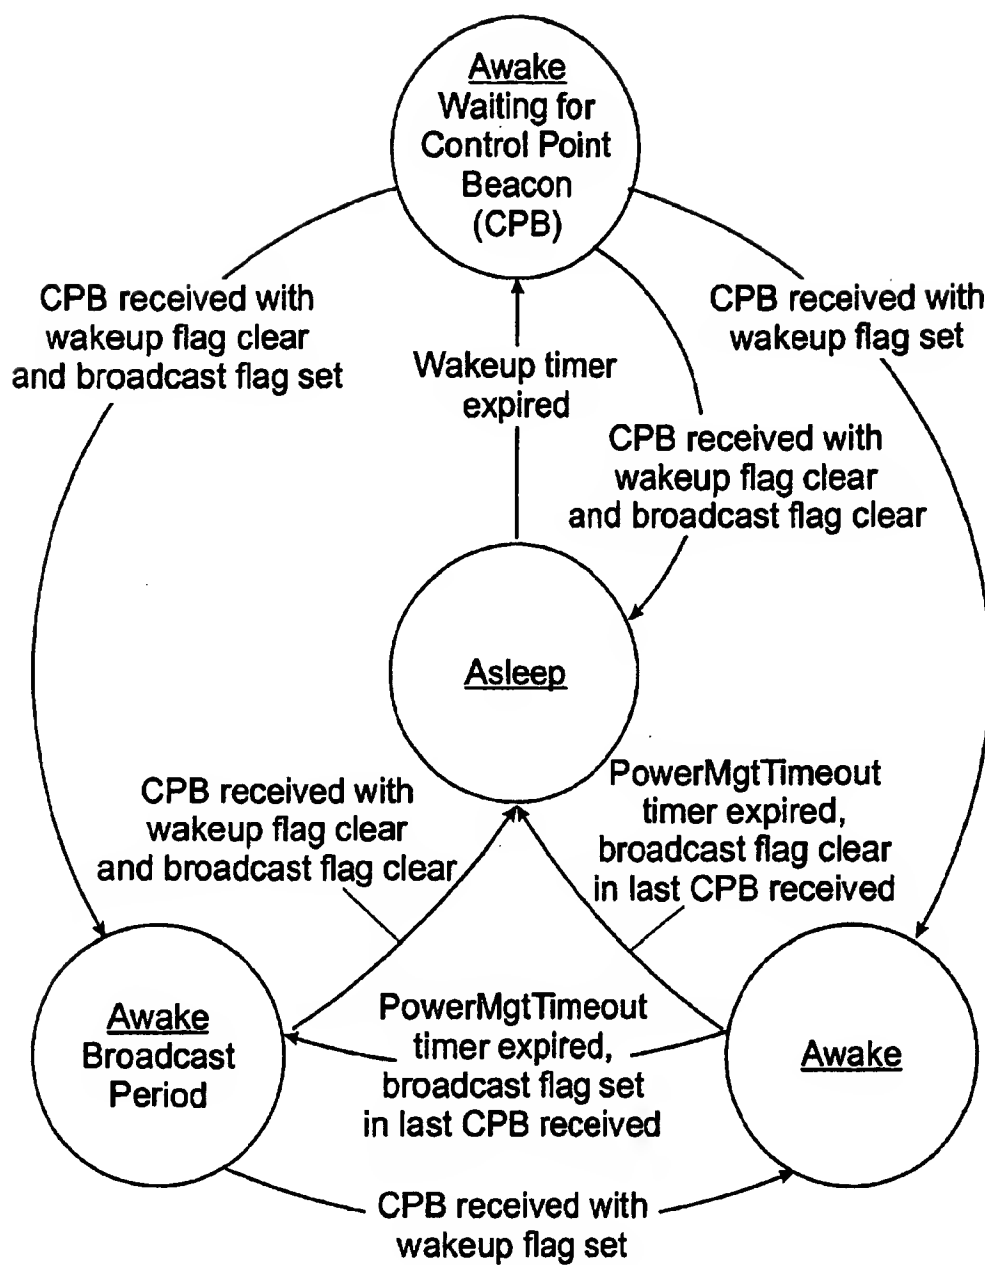 Awake
Waiting for
Control Point
Beacon
(CPB)
CPB received with
wakeup flag clear
and broadcast flag set
CPB received with
wakeup flag set
Wakeup timer
expired
CPB received with
wakeup flag clear
and broadcast flag clear
Asleep
CPB received with
wakeup flag clear
and broadcast flag clear
PowerMgtTimeout
timer expired,
broadcast flag clear
in last CPB received
Awake
Broadcast
Period
PowerMgtTimeout
timer expired,
broadcast flag set
in last CPB received
Awake
CPB received with
wakeup flag set